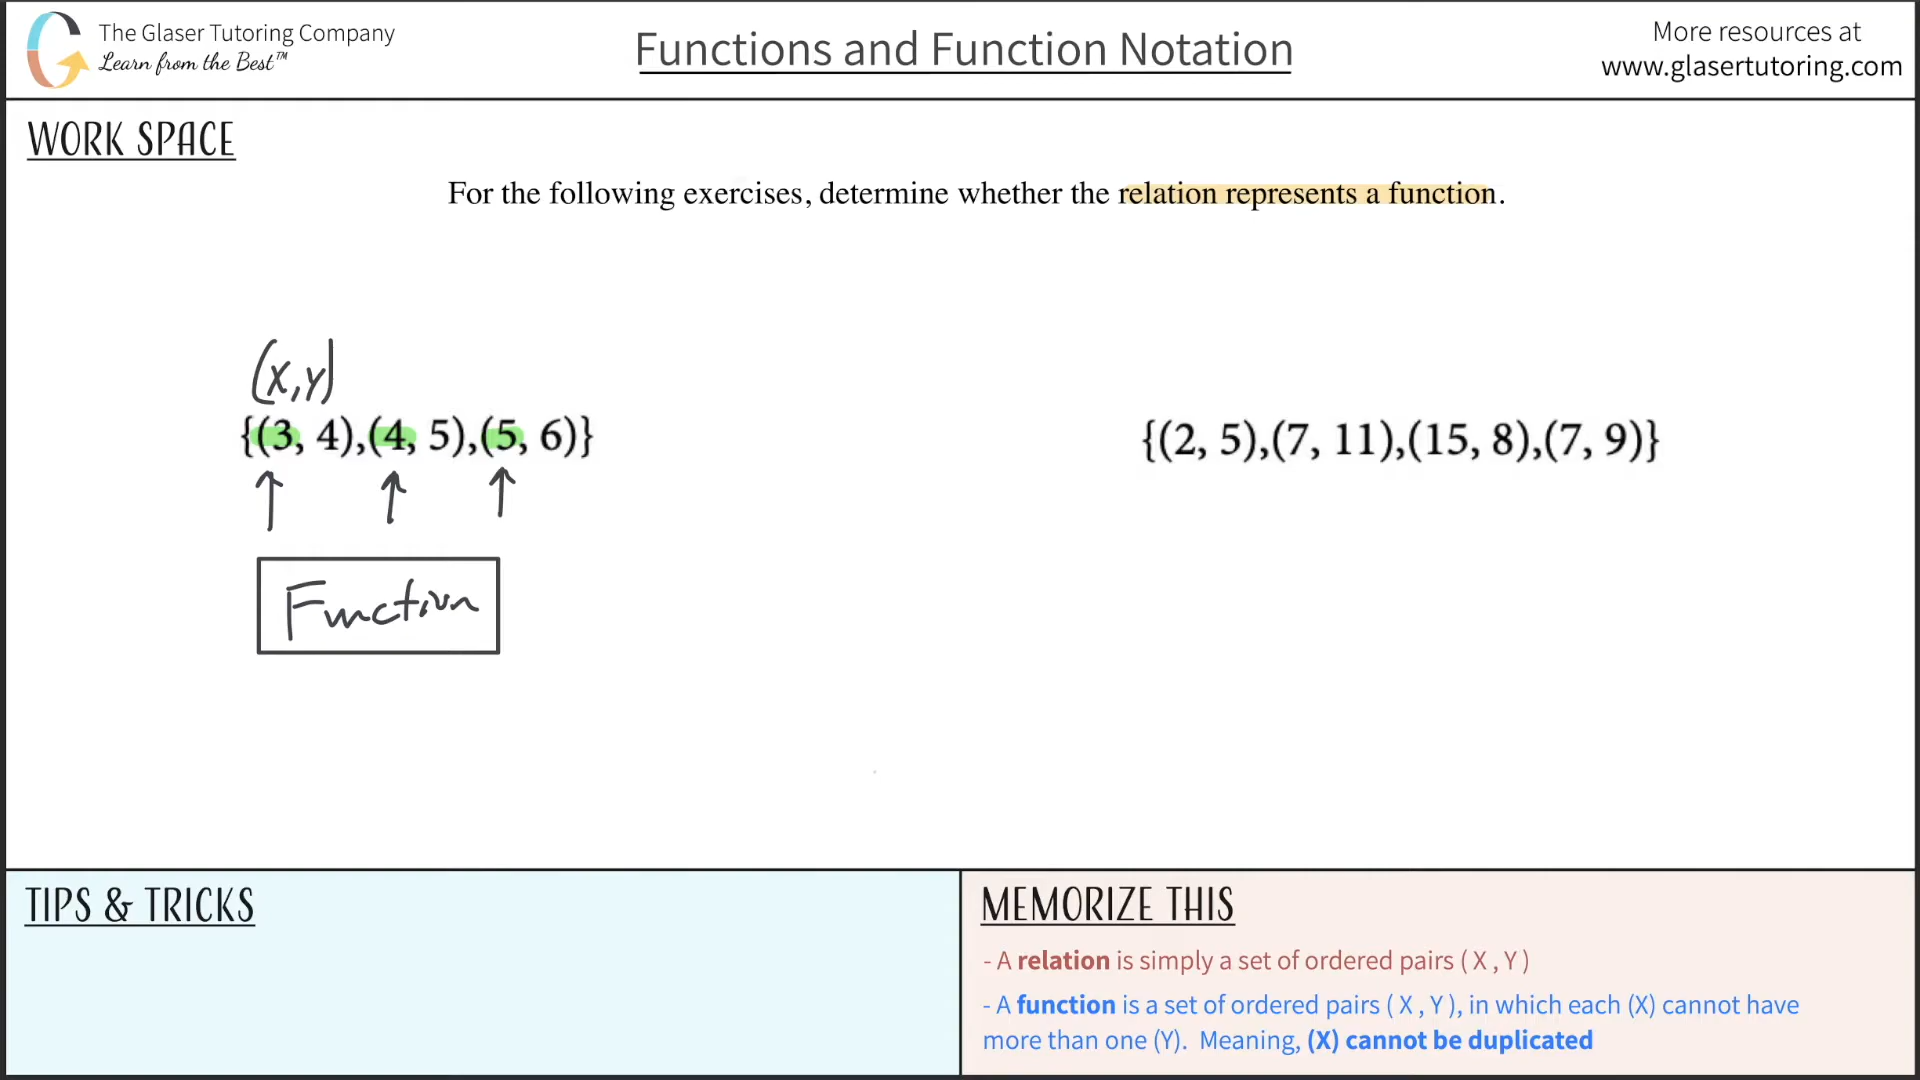 The Glaser Tutoring Company
Learn from the Best™
Functions and Function Notation
More resources at
www.glasertutoring.com
WORK SPACE
For the following exercises, determine whether the relation represents a function.
(X,Y)
{(3, 4),(4, 5),(5, 6)}
{(2, 5),(7, 11),(15, 8),(7, 9)}
Function
TIPS & TRICKS
MEMORIZE THIS
- A relation is simply a set of ordered pairs ( X , Y )
- A function is a set of ordered pairs ( X , Y ), in which each (X) cannot have
more than one (Y). Meaning, (X) cannot be duplicated